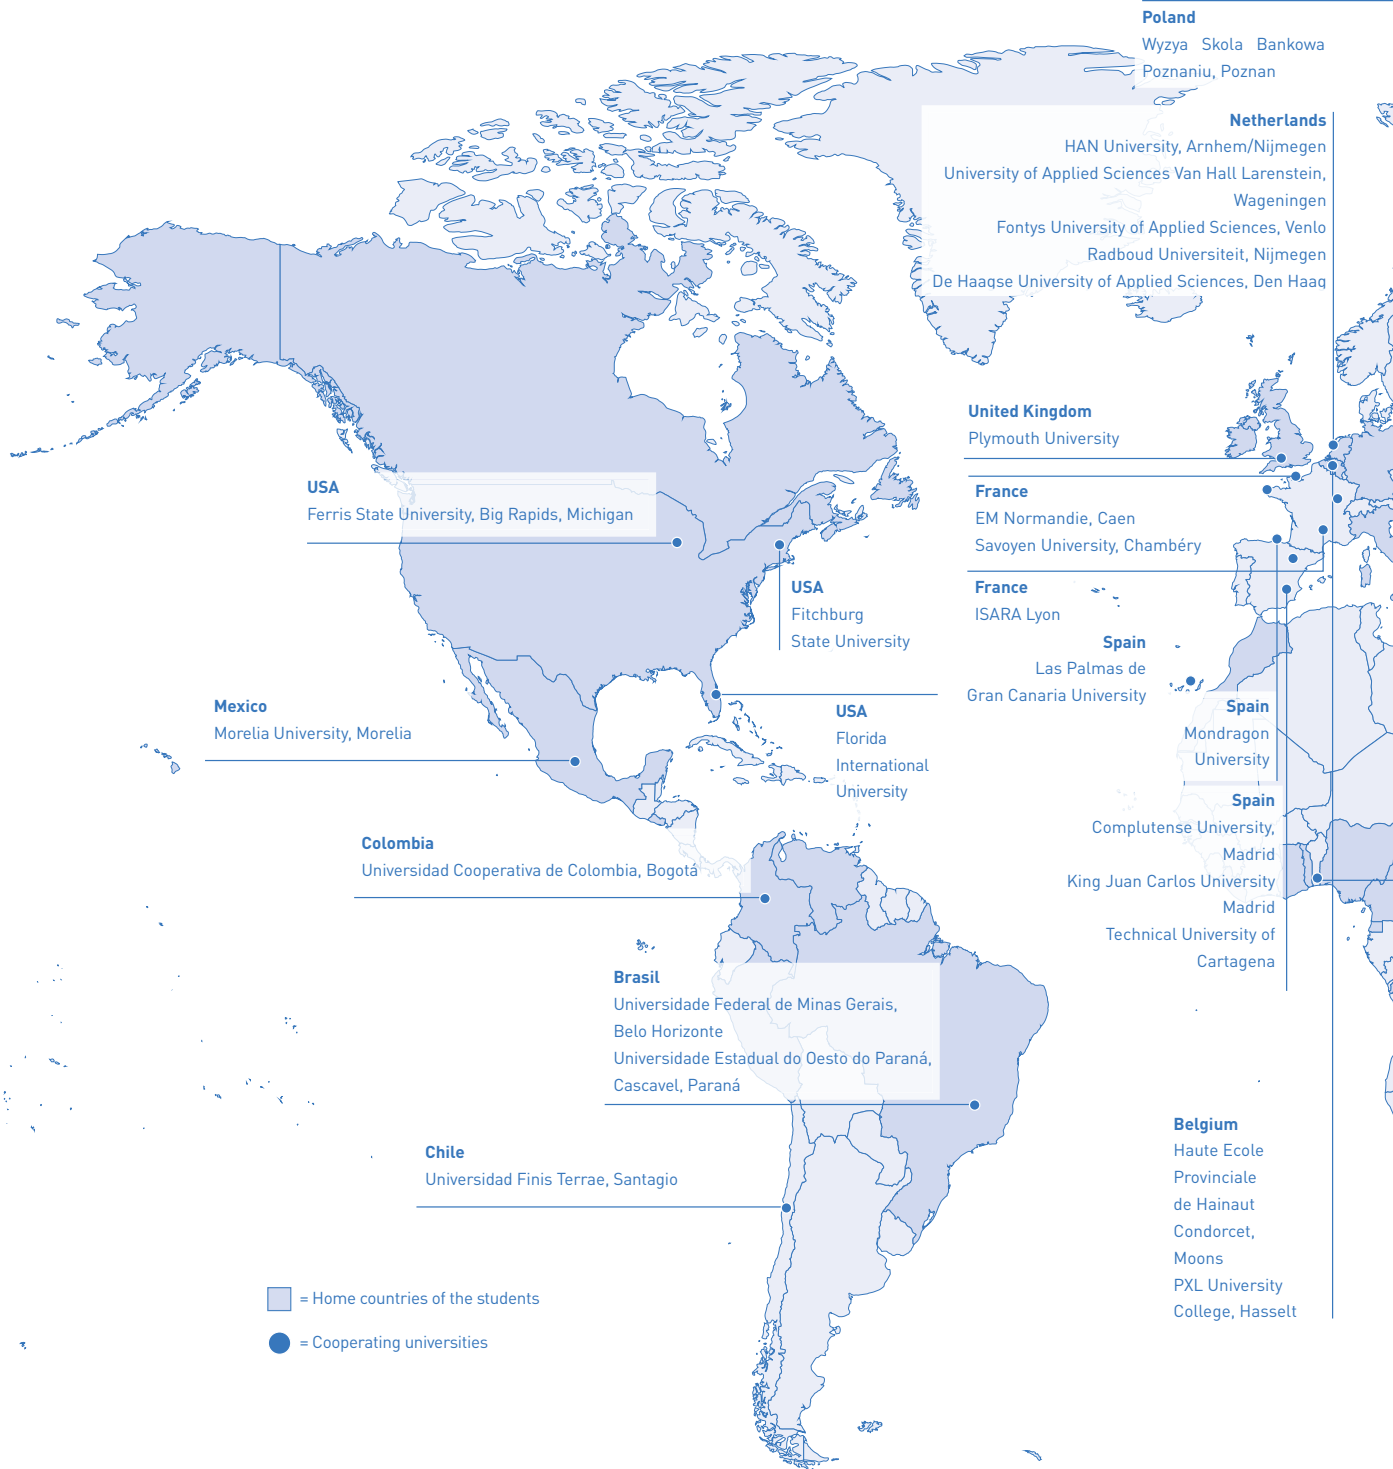 Poland
Wyzya Skola Bankowa
Poznaniu, Poznan
Netherlands
HAN University, Arnhem/Nijmegen
University of Applied Sciences Van Hall Larenstein,
Wageningen
Fontys University of Applied Sciences, Venlo
Radboud Universiteit, Nijmegen
De Haagse University of Applied Sciences, Den Haag
United Kingdom
Plymouth University
USA
Ferris State University, Big Rapids, Michigan
France
EM Normandie, Caen
Savoyen University, Chambéry
USA
Fitchburg
State University
France
ISARA Lyon
Spain
Las Palmas de
Gran Canaria University
Mexico
Morelia University, Morelia
USA
Florida
International
University
Spain
Mondragon
University
Spain
Complutense University,
Madrid
King Juan Carlos University
Madrid
Technical University of
Cartagena
Colombia
Universidad Cooperativa de Colombia, Bogotá
Brasil
Universidade Federal de Minas Gerais,
Belo Horizonte
Universidade Estadual do Oesto do Paraná,
Cascavel, Paraná
Chile
Universidad Finis Terrae, Santagio
Belgium
Haute Ecole
Provinciale
de Hainaut
Condorcet,
Moons
PXL University
College, Hasselt
= Home countries of the students
= Cooperating universities